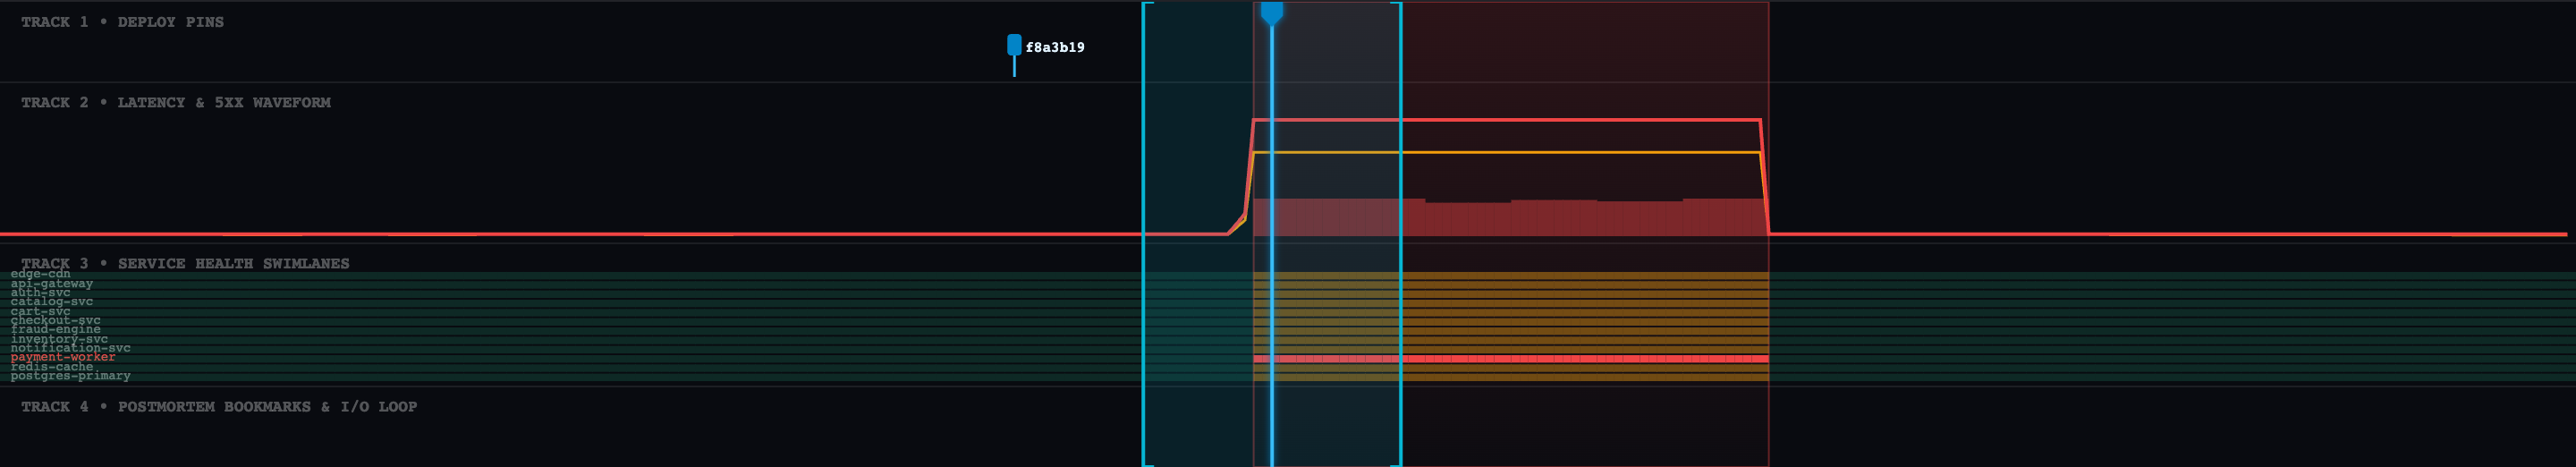 TRACK 1 • DEPLOY PINS
f8a3b19
TRACK 2 • LATENCY & 5XX WAVEFORM
TRACK 3 • SERVICE HEALTH SWIMLANES
edge-cdn
api-gateway
auth-svc
catalog-svc
cart-svc
checkout-svc
fraud-engine
inventory-svc
notification-svc
payment-worker
redis-cache
postgres-primary
TRACK 4 • POSTMORTEM BOOKMARKS & I/O LOOP